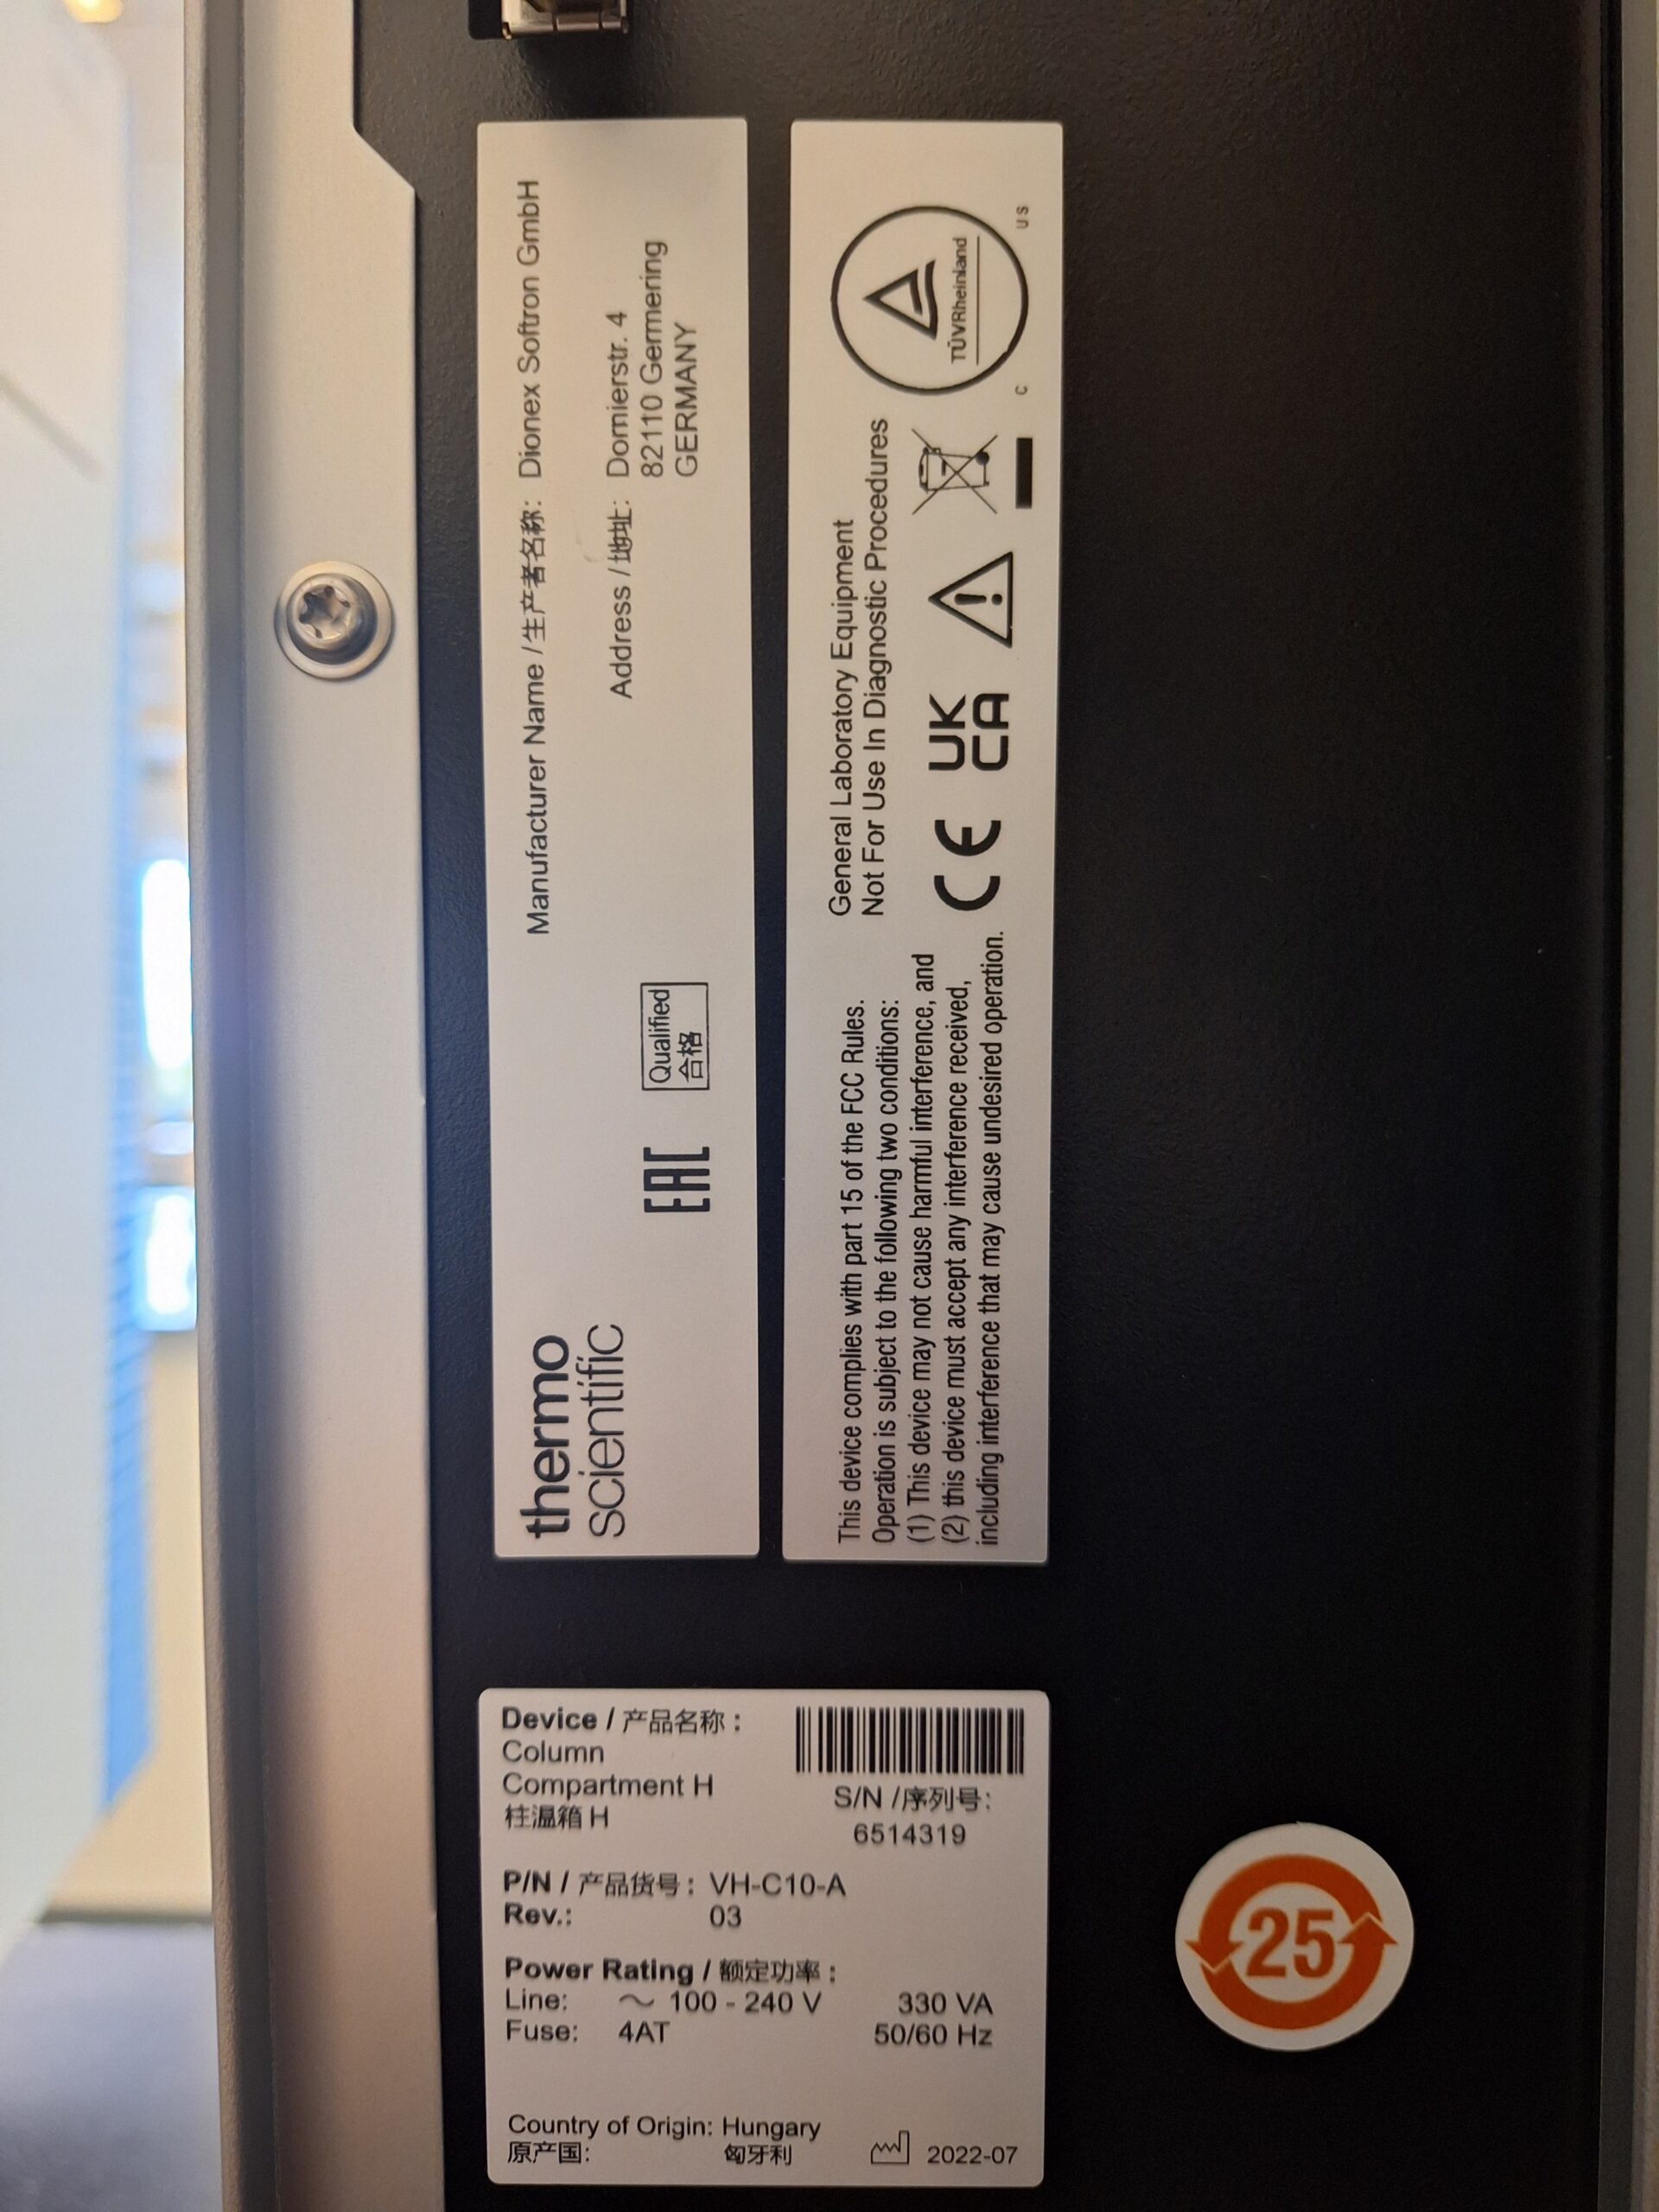 thermo
scientific
EAC
Qualified
合格
Manufacturer Name / 生产者名称: Dionex Softron GmbH
Address / 地址: Dornierstr. 4
82110 Germering
GERMANY
This device complies with part 15 of the FCC Rules.
Operation is subject to the following two conditions:
(1) This device may not cause harmful interference, and
(2) this device must accept any interference received,
including interference that may cause undesired operation.
General Laboratory Equipment
Not For Use In Diagnostic Procedures
CE
UK
CA
TÜVRheinland
C US
Device / 产品名称 :
Column
Compartment H
柱温箱 H
S/N /序列号:
6514319
P/N / 产品货号 : VH-C10-A
Rev.: 03
Power Rating / 额定功率 :
Line: ～ 100 - 240 V 330 VA
Fuse: 4AT 50/60 Hz
Country of Origin: Hungary
原产国: 匈牙利
2022-07
25